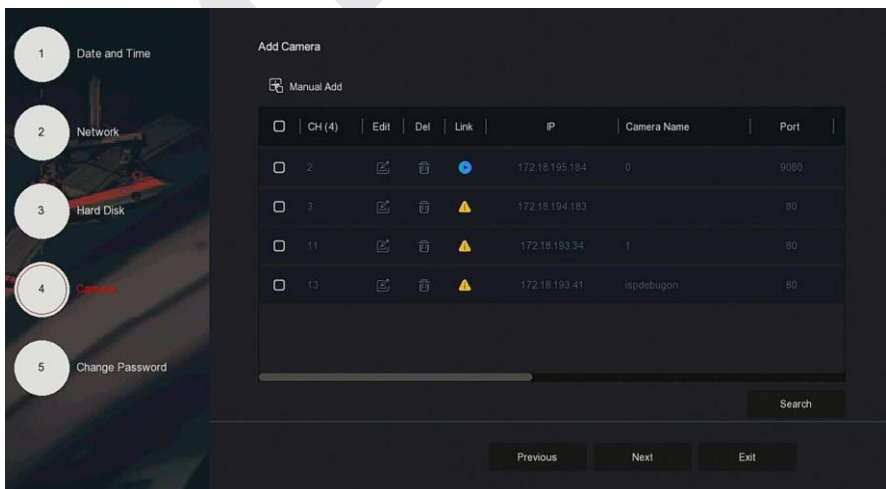 1 Date and Time
2 Network
3 Hard Disk
4 Camera
5 Change Password
Add Camera
Manual Add
CH (4) Edit Del Link IP Camera Name Port
2 172.18.195.184 0 9080
3 172.18.194.183 80
11 172.18.193.34 1 80
13 172.18.193.41 ispdebugon 80
Search
Previous Next Exit